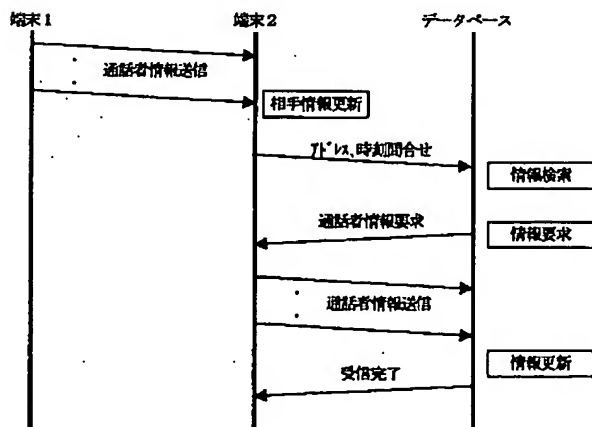 端末1
端末2
データベース
通話者情報送信
相手情報更新
アドレス、時刻問合せ
情報検索
通話者情報要求
情報要求
通話者情報送信
情報更新
受信完了